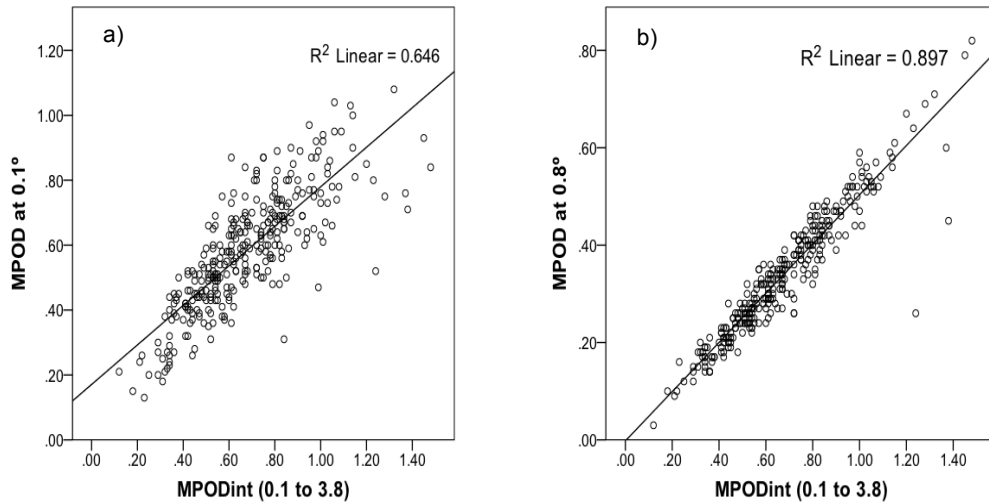 a)
R² Linear = 0.646
MPOD at 0.1°
1.20
1.00
.80
.60
.40
.20
.00
.00 .20 .40 .60 .80 1.00 1.20 1.40
MPODint (0.1 to 3.8)
b)
R² Linear = 0.897
MPOD at 0.8°
.80
.60
.40
.20
.00
.00 .20 .40 .60 .80 1.00 1.20 1.40
MPODint (0.1 to 3.8)